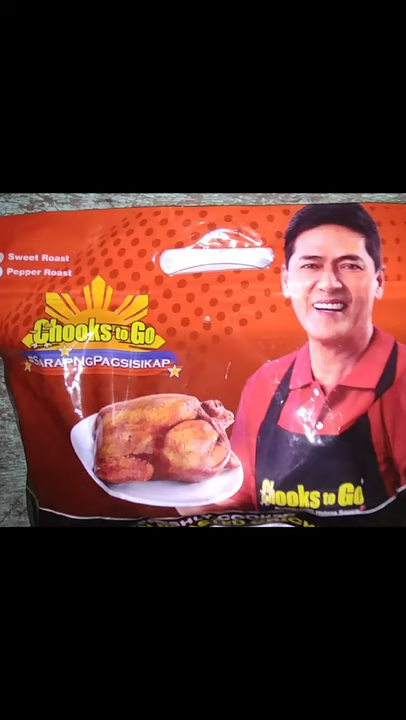 Sweet Roast
Pepper Roast
Chooks to Go
#SARAPNGPAGSISIKAP
Chooks to Go